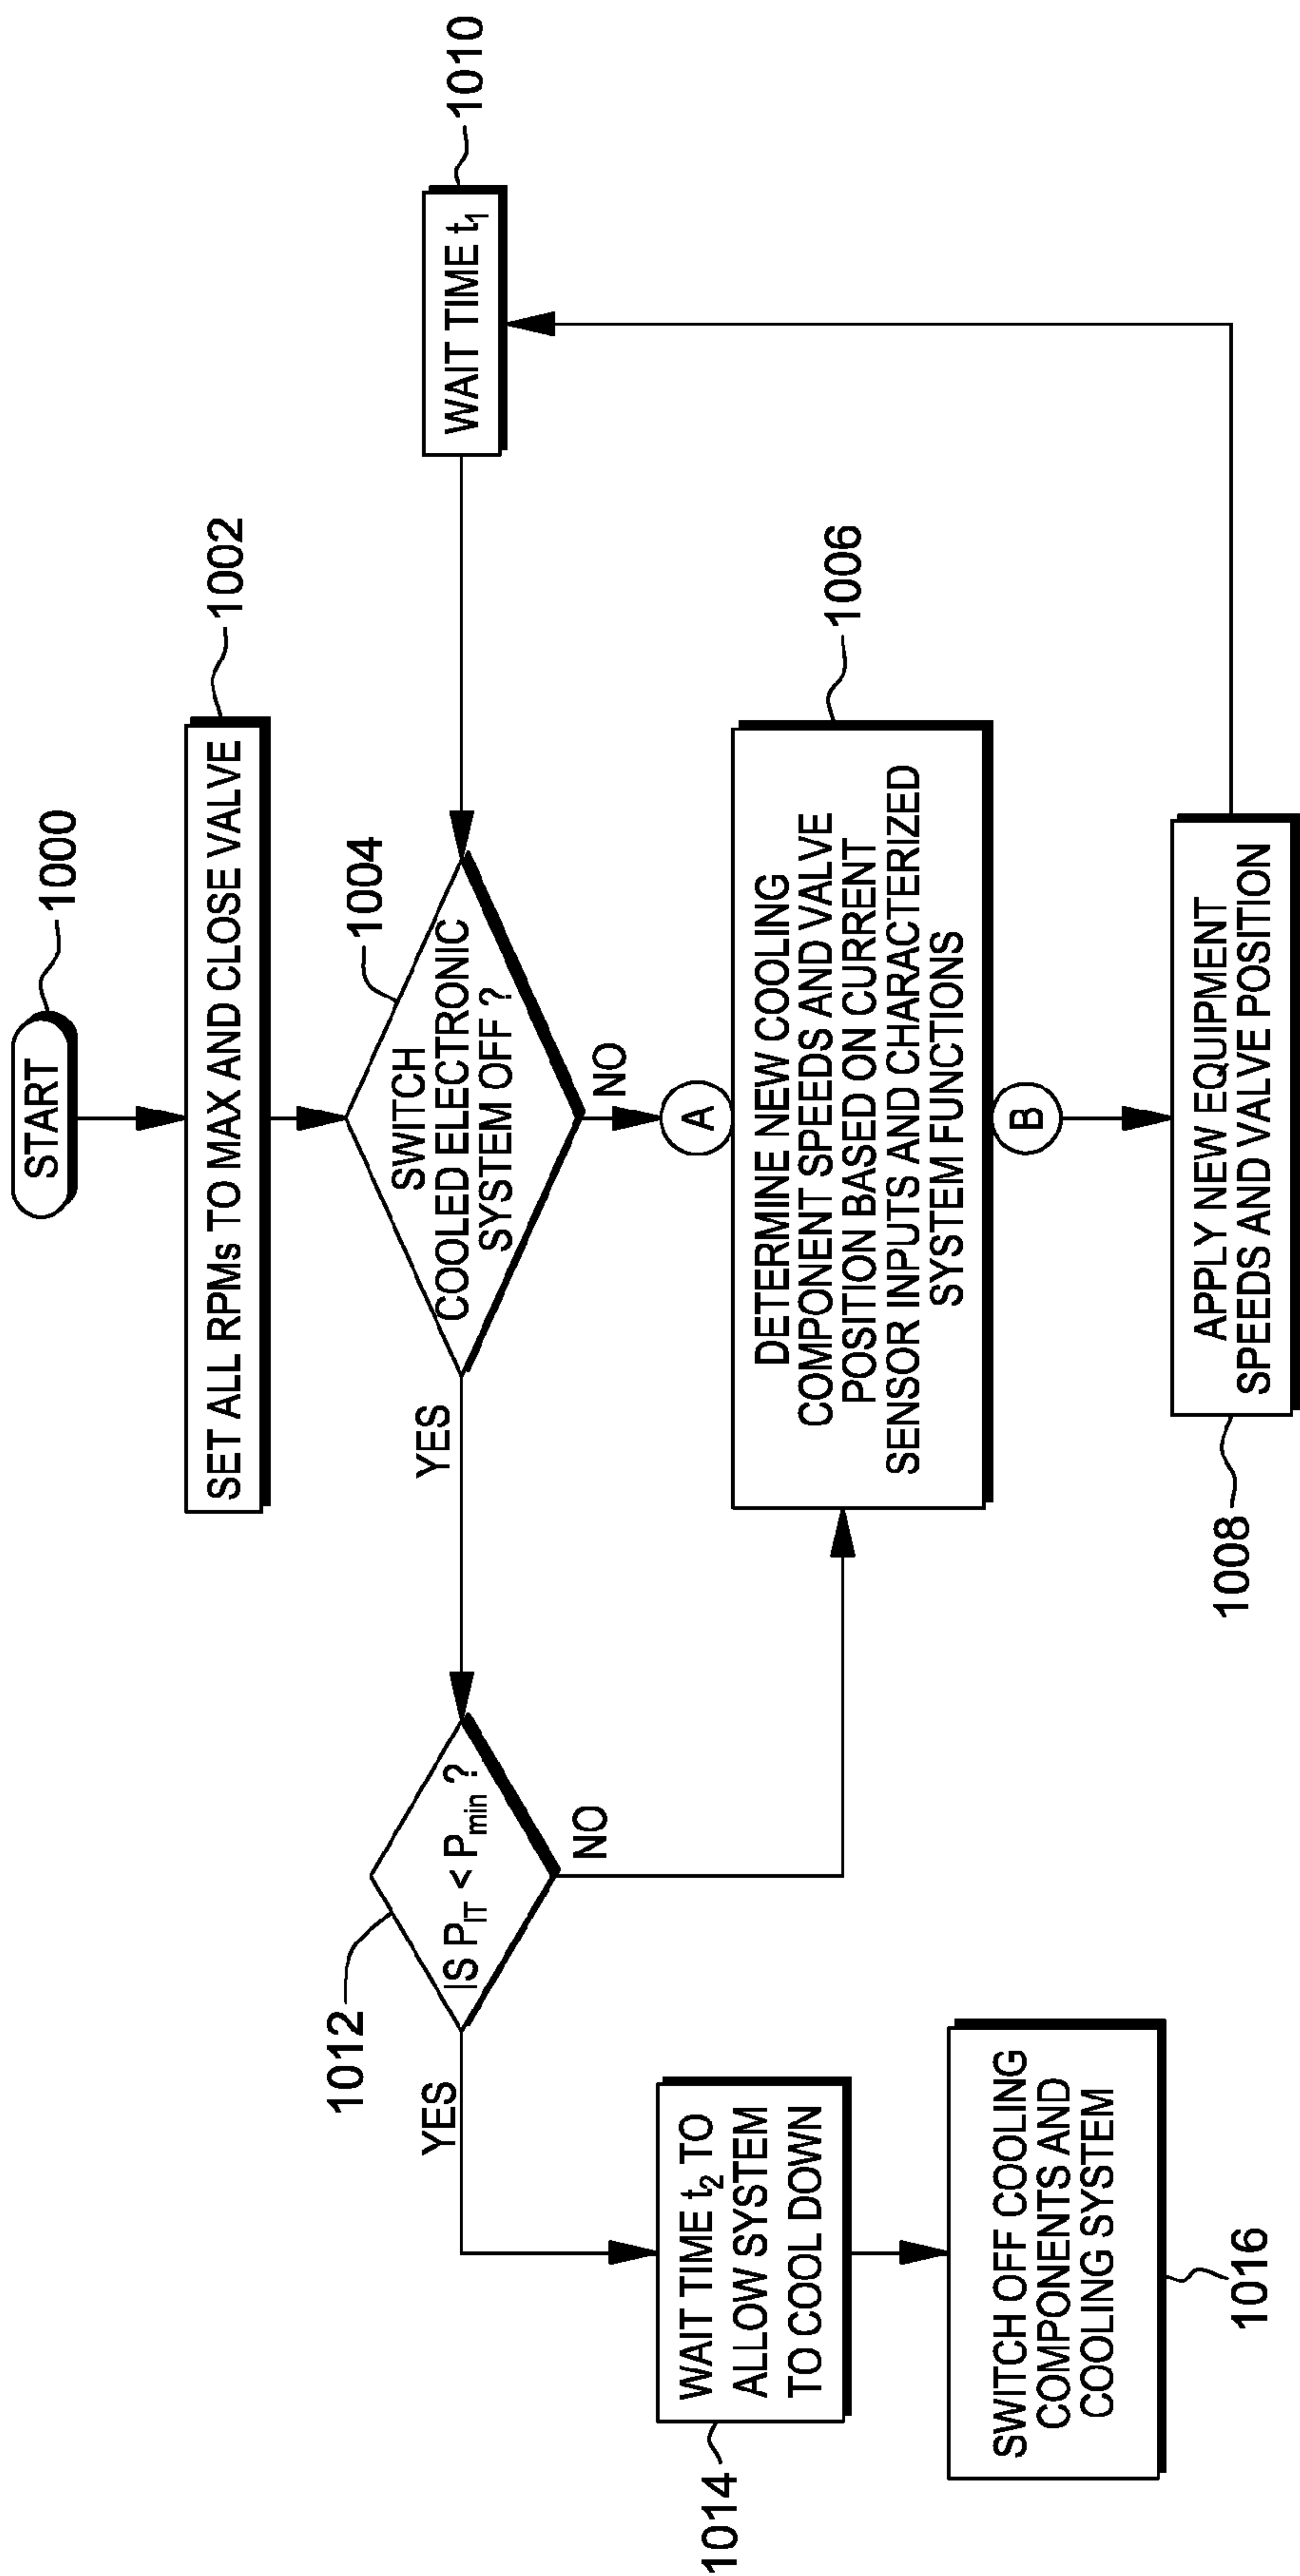 START
1000
SET ALL RPMs TO MAX AND CLOSE VALVE
1002
SWITCH
COOLED ELECTRONIC
SYSTEM OFF ?
1004
YES
NO
WAIT TIME t1
1010
A
DETERMINE NEW COOLING
COMPONENT SPEEDS AND VALVE
POSITION BASED ON CURRENT
SENSOR INPUTS AND CHARACTERIZED
SYSTEM FUNCTIONS
1006
B
APPLY NEW EQUIPMENT
SPEEDS AND VALVE POSITION
1008
IS PIT < Pmin ?
1012
NO
YES
WAIT TIME t2 TO
ALLOW SYSTEM
TO COOL DOWN
1014
SWITCH OFF COOLING
COMPONENTS AND
COOLING SYSTEM
1016